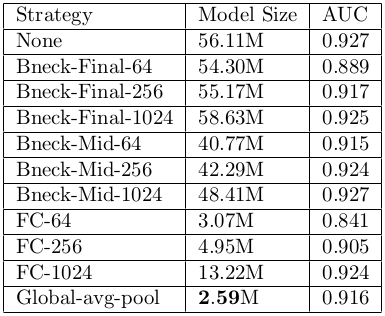 Strategy Model Size AUC
None 56.11M 0.927
Bneck-Final-64 54.30M 0.889
Bneck-Final-256 55.17M 0.917
Bneck-Final-1024 58.63M 0.925
Bneck-Mid-64 40.77M 0.915
Bneck-Mid-256 42.29M 0.924
Bneck-Mid-1024 48.41M 0.927
FC-64 3.07M 0.841
FC-256 4.95M 0.905
FC-1024 13.22M 0.924
Global-avg-pool 2.59M 0.916